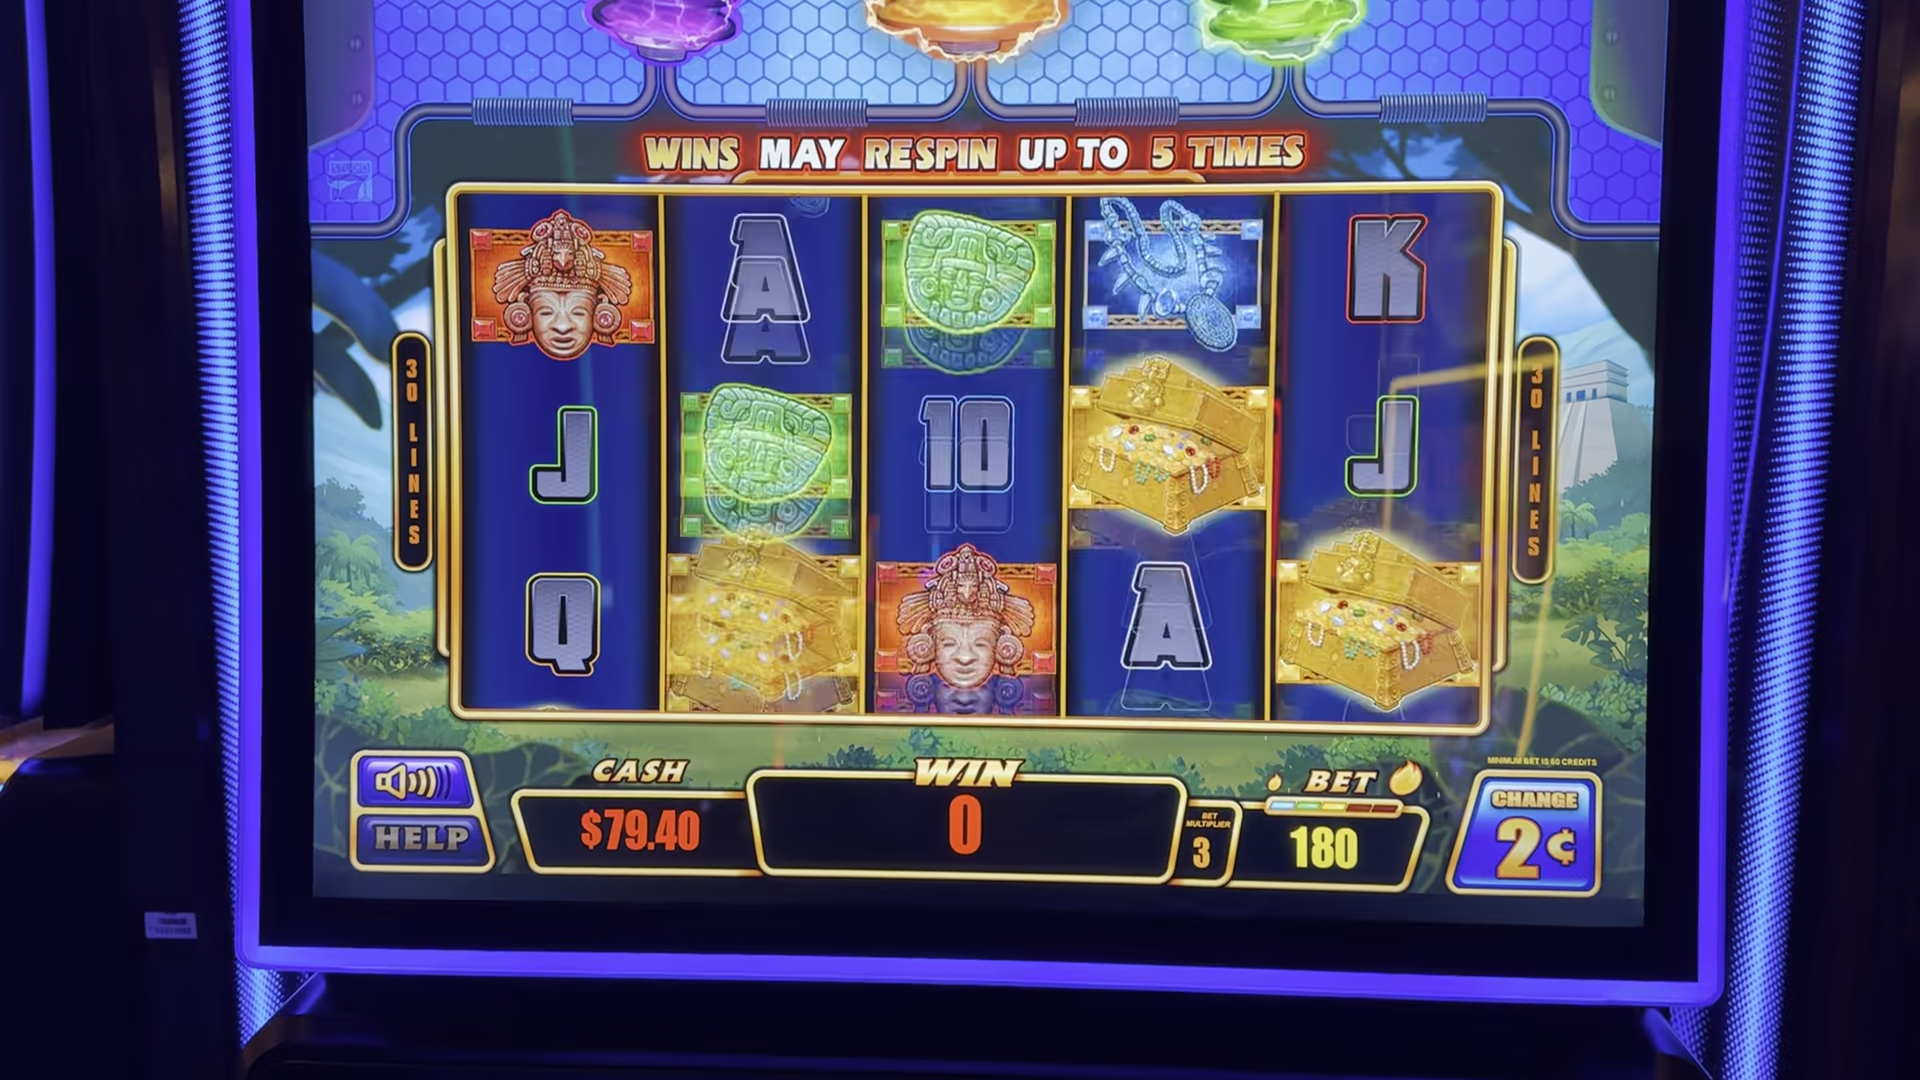 WINS MAY RESPIN UP TO 5 TIMES
A
K
30 LINES
J
10
J
30 LINES
Q
A
MINIMUM BET IS 60 CREDITS
CASH
WIN
BET
HELP
$79.40
0
BET MULTIPLIER
3
180
CHANGE
2¢